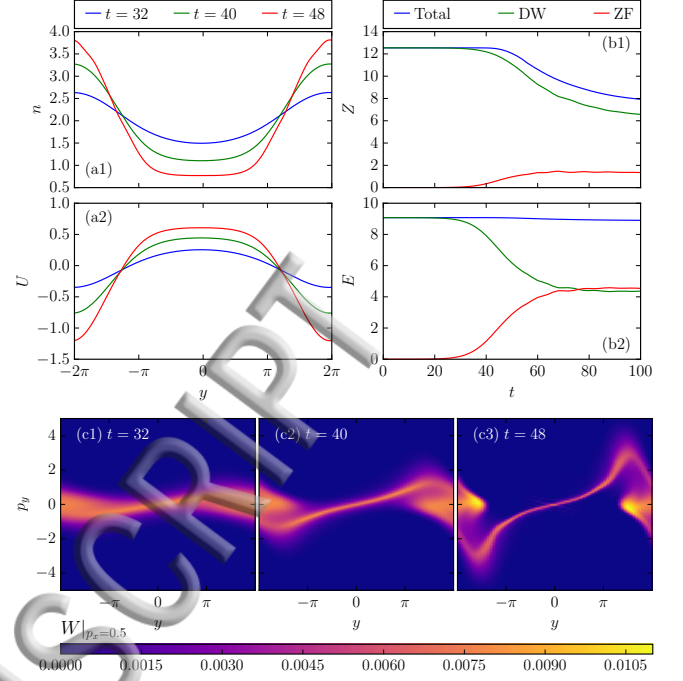 t = 32 t = 40 t = 48
Total DW ZF
4.0
3.5
3.0
2.5
2.0
1.5
1.0
0.5
n
(a1)
14
12
10
8
6
4
2
0
Z
(b1)
1.0
0.5
0.0
−0.5
−1.0
−1.5
U
(a2)
−2π −π 0 π 2π
y
10
8
6
4
2
0
E
(b2)
0 20 40 60 80 100
t
(c1) t = 32 (c2) t = 40 (c3) t = 48
4
2
0
−2
−4
p_y
−π 0 π −π 0 π −π 0 π
y y y
W|_{p_x=0.5}
0.0000 0.0015 0.0030 0.0045 0.0060 0.0075 0.0090 0.0105
SCRIPT